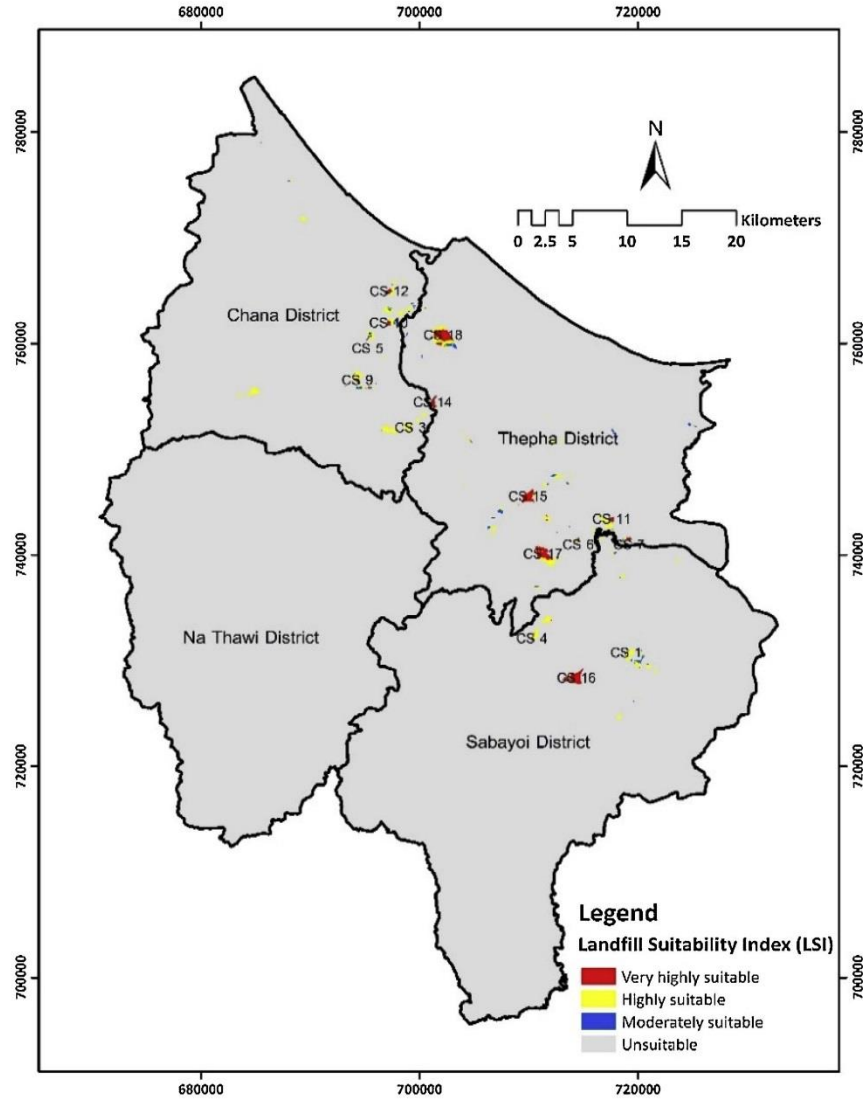 680000 700000 720000
780000 780000
N
Kilometers
0 2.5 5 10 15 20
CS 12
Chana District
CS 10
CS 18
760000 760000
CS 5
CS 9
CS 14
CS 3
Thepha District
CS 15
CS 11
740000 740000
CS 6 CS 7
CS 17
Na Thawi District
CS 4
CS 1
CS 16
Sabayoi District
720000 720000
Legend
Landfill Suitability Index (LSI)
Very highly suitable
Highly suitable
Moderately suitable
Unsuitable
700000 700000
680000 700000 720000